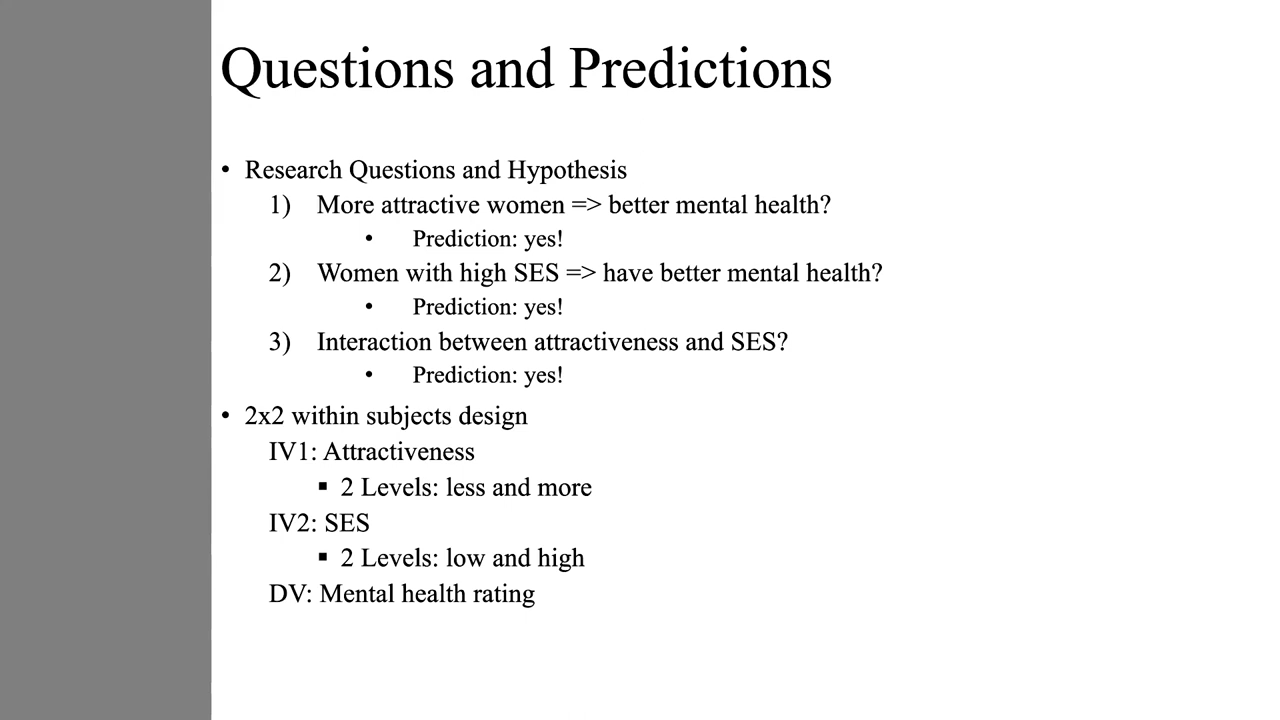 Questions and Predictions
• Research Questions and Hypothesis
1) More attractive women => better mental health?
• Prediction: yes!
2) Women with high SES => have better mental health?
• Prediction: yes!
3) Interaction between attractiveness and SES?
• Prediction: yes!
• 2x2 within subjects design
IV1: Attractiveness
▪ 2 Levels: less and more
IV2: SES
▪ 2 Levels: low and high
DV: Mental health rating